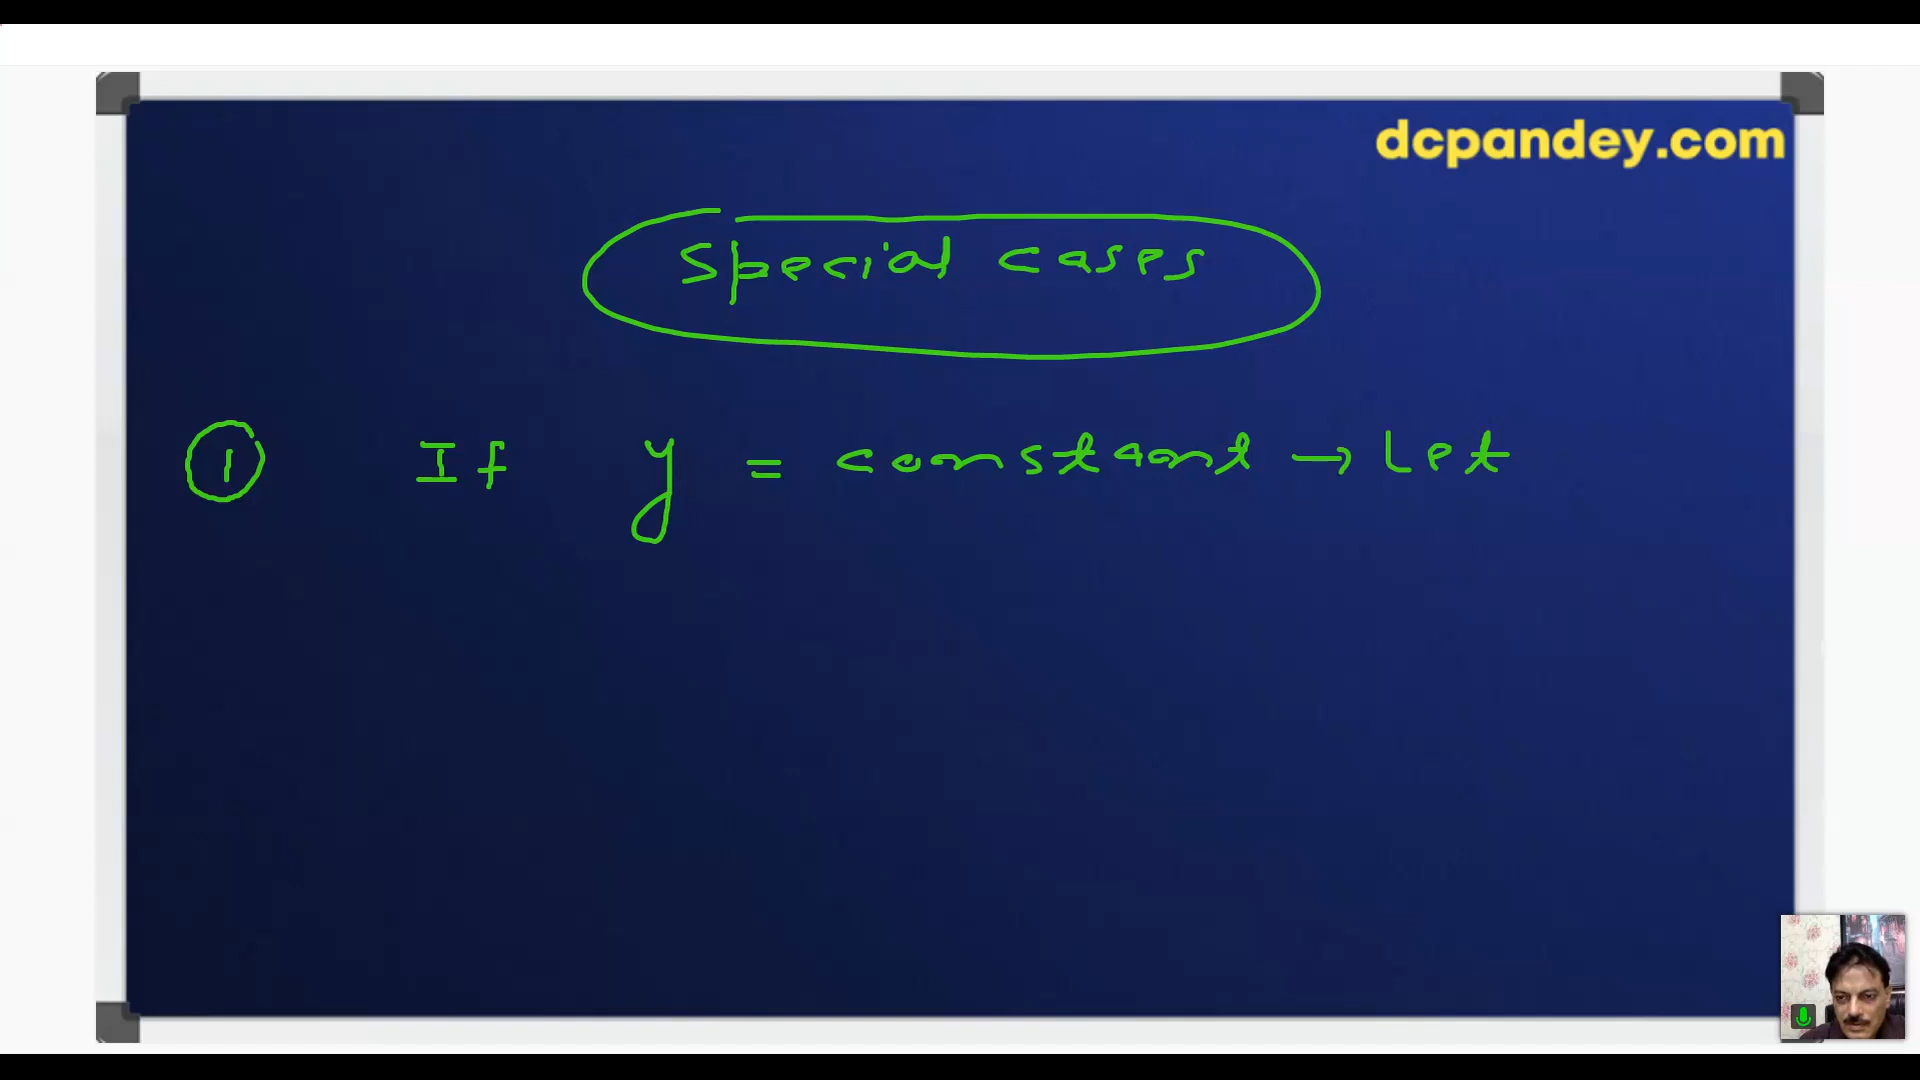 dcpandey.com
Special cases
1 If y = constant → Let